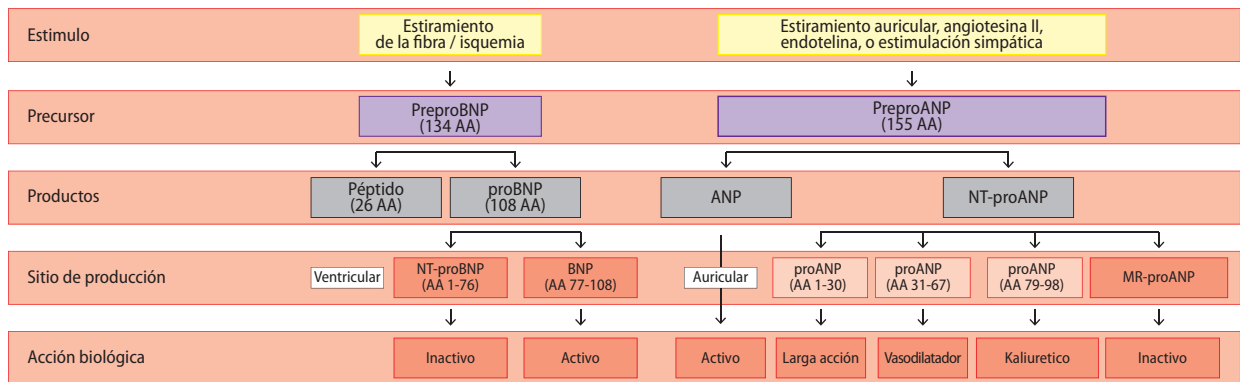 Estimulo
Estiramiento
de la fibra / isquemia
Estiramiento auricular, angiotesina II,
endotelina, o estimulación simpática
Precursor
PreproBNP
(134 AA)
PreproANP
(155 AA)
Productos
Péptido
(26 AA)
proBNP
(108 AA)
ANP
NT-proANP
Sitio de producción
Ventricular
NT-proBNP
(AA 1-76)
BNP
(AA 77-108)
Auricular
proANP
(AA 1-30)
proANP
(AA 31-67)
proANP
(AA 79-98)
MR-proANP
Acción biológica
Inactivo
Activo
Activo
Larga acción
Vasodilatador
Kaliuretico
Inactivo